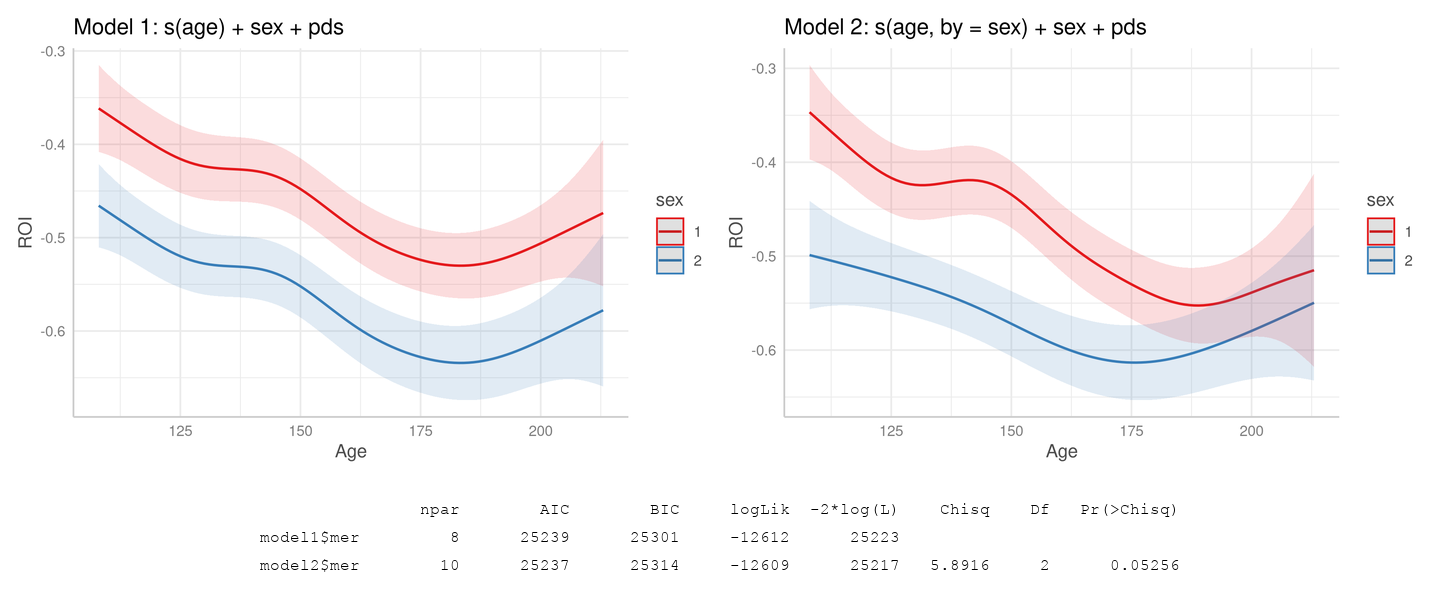 Model 1: s(age) + sex + pds
-0.3
-0.4
-0.5
-0.6
ROI
125 150 175 200
Age
sex
1
2
Model 2: s(age, by = sex) + sex + pds
-0.3
-0.4
-0.5
-0.6
ROI
125 150 175 200
Age
sex
1
2
npar AIC BIC logLik -2*log(L) Chisq Df Pr(>Chisq)
model1$mer 8 25239 25301 -12612 25223
model2$mer 10 25237 25314 -12609 25217 5.8916 2 0.05256